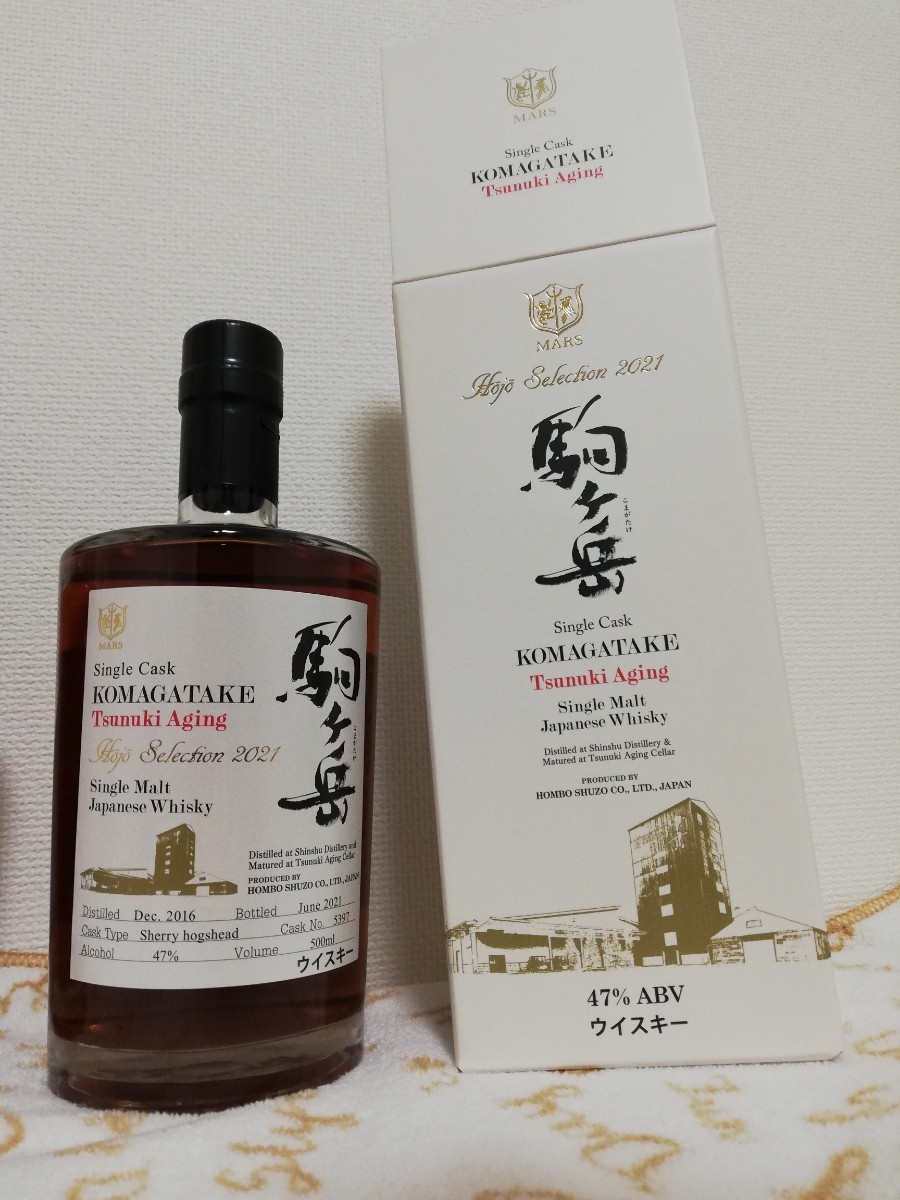 MARS
Single Cask
KOMAGATAKE
Tsunuki Aging
MARS
Hōjō Selection 2021
駒ヶ岳
こまがたけ
Single Cask
KOMAGATAKE
Tsunuki Aging
Single Malt
Japanese Whisky
Distilled at Shinshu Distillery &
Matured at Tsunuki Aging Cellar
PRODUCED BY
HOMBO SHUZO CO., LTD., JAPAN
47% ABV
ウイスキー
MARS
Single Cask
KOMAGATAKE
Tsunuki Aging
Hōjō Selection 2021
Single Malt
Japanese Whisky
駒ヶ岳
こまがたけ
Distilled at Shinshu Distillery and
Matured at Tsunuki Aging Cellar
PRODUCED BY
HOMBO SHUZO CO., LTD., JAPAN
Distilled Dec. 2016 Bottled June 2021
Cask Type Sherry hogshead Cask No. 5397
Alcohol 47% Volume 500ml
ウイスキー